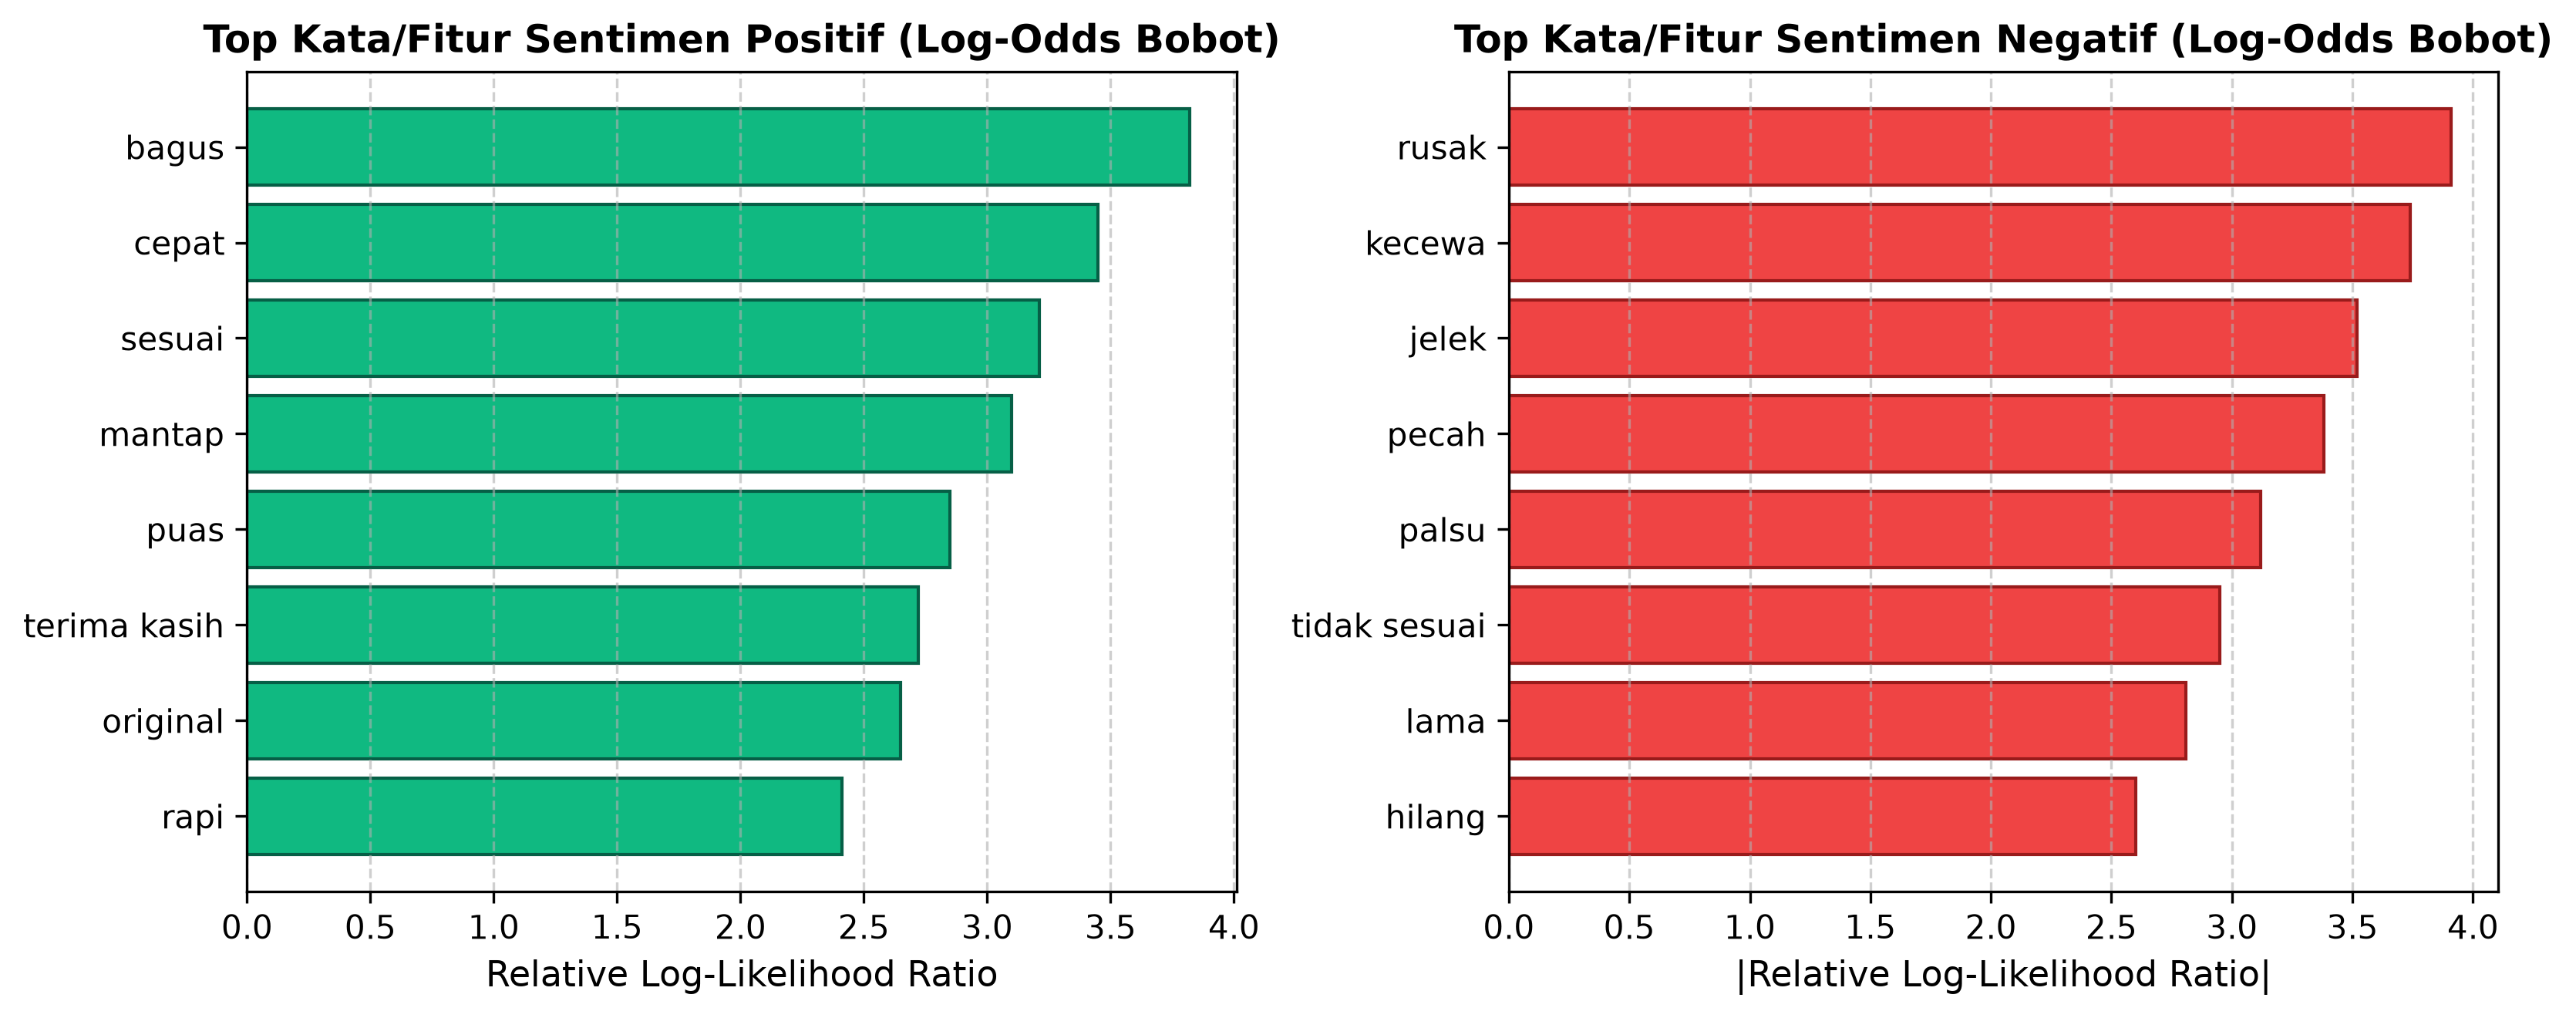 Top Kata/Fitur Sentimen Positif (Log-Odds Bobot)
bagus
cepat
sesuai
mantap
puas
terima kasih
original
rapi
0.0 0.5 1.0 1.5 2.0 2.5 3.0 3.5 4.0
Relative Log-Likelihood Ratio
Top Kata/Fitur Sentimen Negatif (Log-Odds Bobot)
rusak
kecewa
jelek
pecah
palsu
tidak sesuai
lama
hilang
0.0 0.5 1.0 1.5 2.0 2.5 3.0 3.5 4.0
|Relative Log-Likelihood Ratio|